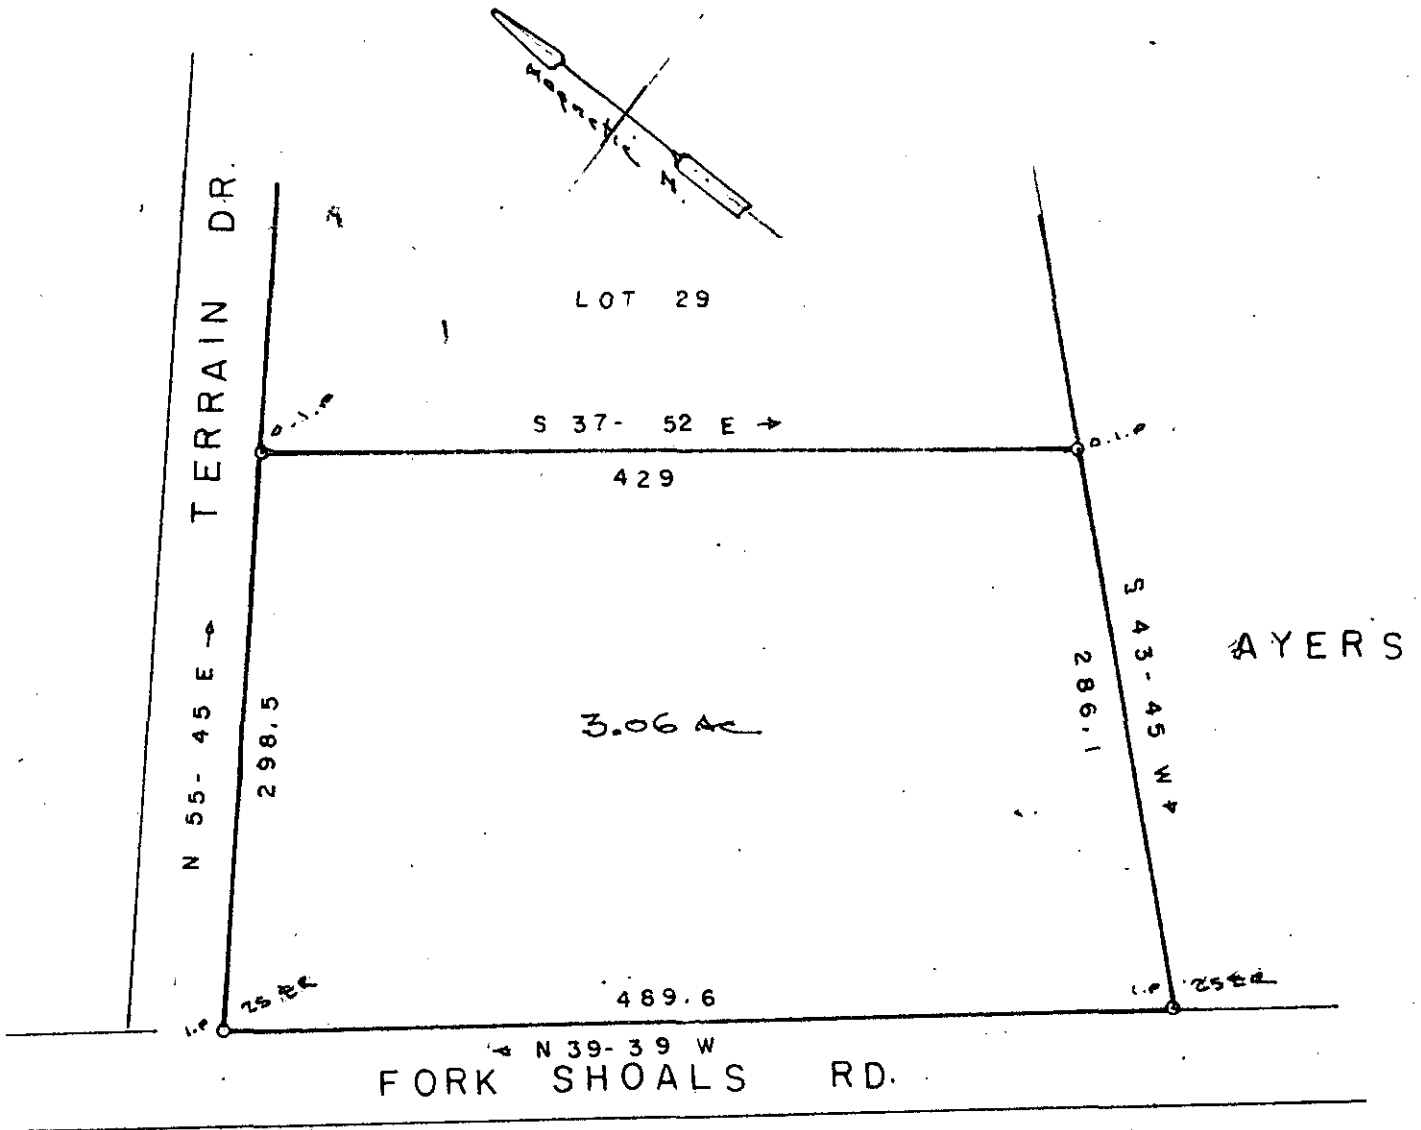 Magnetic N
TERRAIN DR.
LOT 29
O.I.P
S 37- 52 E
O.I.P
429
S 43-45 W
286.1
AYERS
N 55-45 E
298.5
3.06 Ac
I.P
489.6
I.P
N 39-39 W
FORK SHOALS RD.